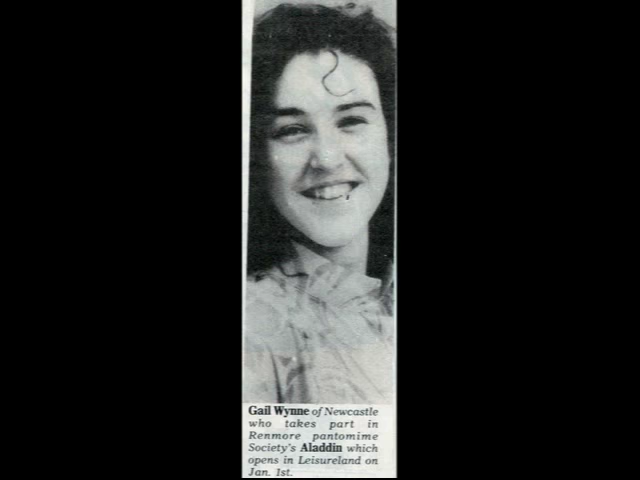 Gail Wynne of Newcastle
who takes part in
Renmore pantomime
Society's Aladdin which
opens in Leisureland on
Jan. 1st.